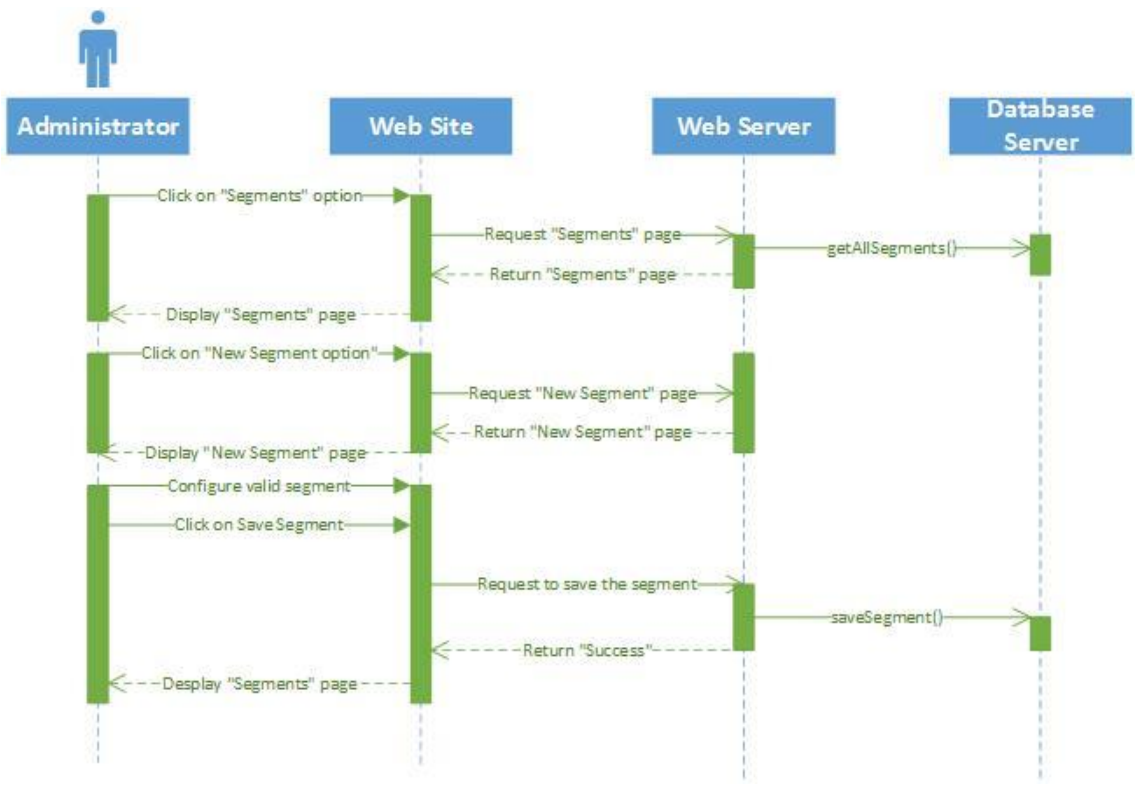 Administrator
Web Site
Web Server
Database
Server
Click on "Segments" option
Request "Segments" page
getAllSegments()
Return "Segments" page
Display "Segments" page
Click on "New Segment option"
Request "New Segment" page
Return "New Segment" page
Display "New Segment" page
Configure valid segment
Click on Save Segment
Request to save the segment
saveSegment()
Return "Success"
Desplay "Segments" page